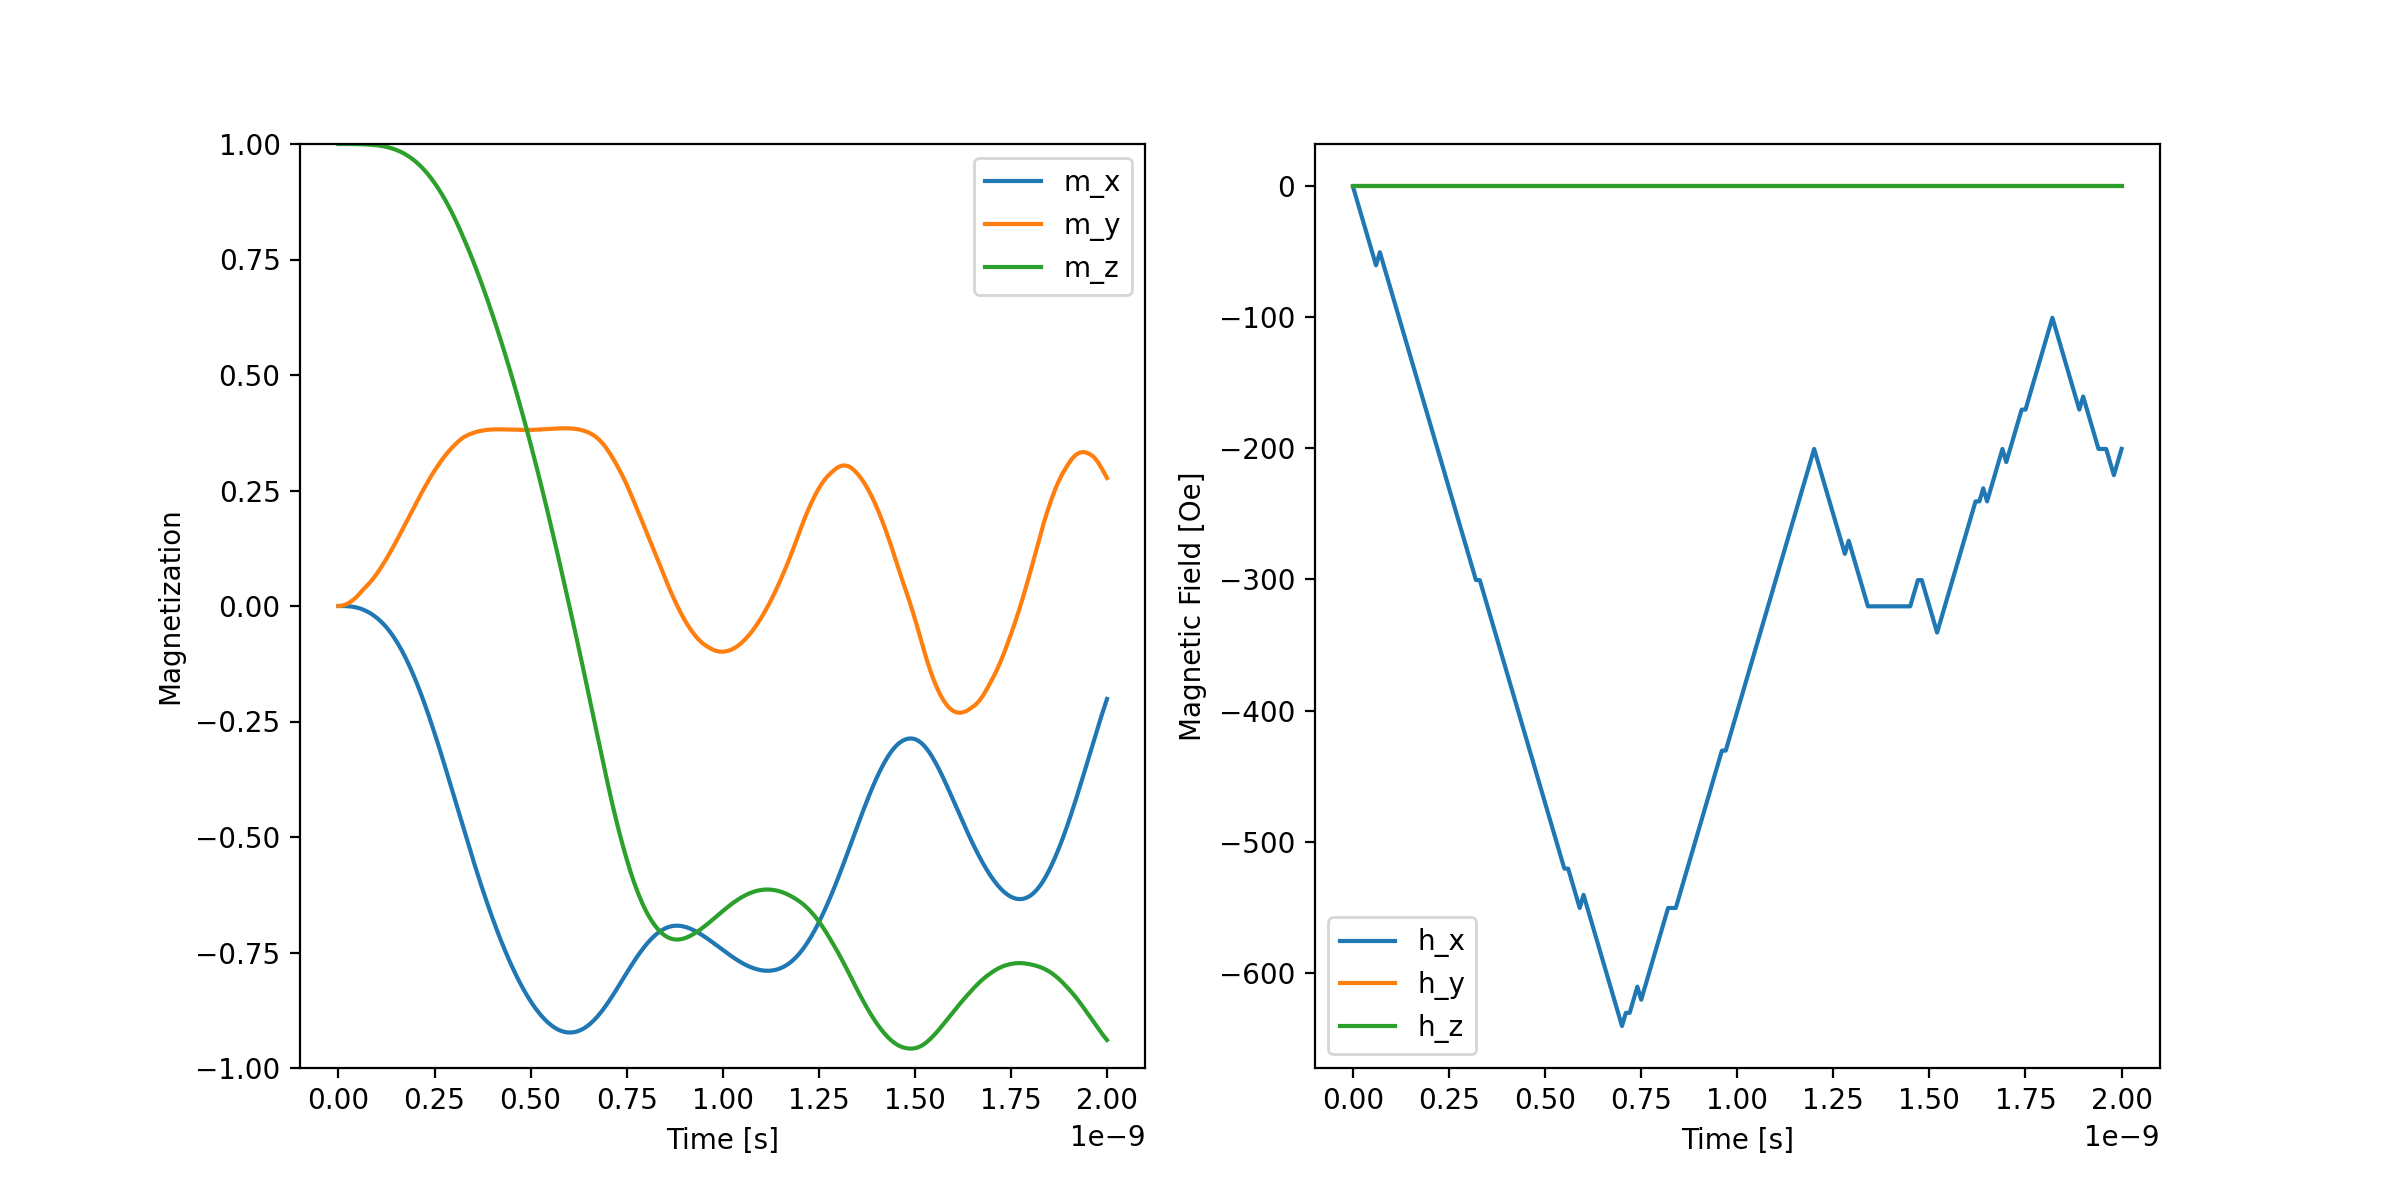 1.00
0.75
0.50
0.25
0.00
−0.25
−0.50
−0.75
−1.00
Magnetization
m_x
m_y
m_z
0.00 0.25 0.50 0.75 1.00 1.25 1.50 1.75 2.00
Time [s]
1e−9
0
−100
−200
−300
−400
−500
−600
Magnetic Field [Oe]
h_x
h_y
h_z
0.00 0.25 0.50 0.75 1.00 1.25 1.50 1.75 2.00
Time [s]
1e−9